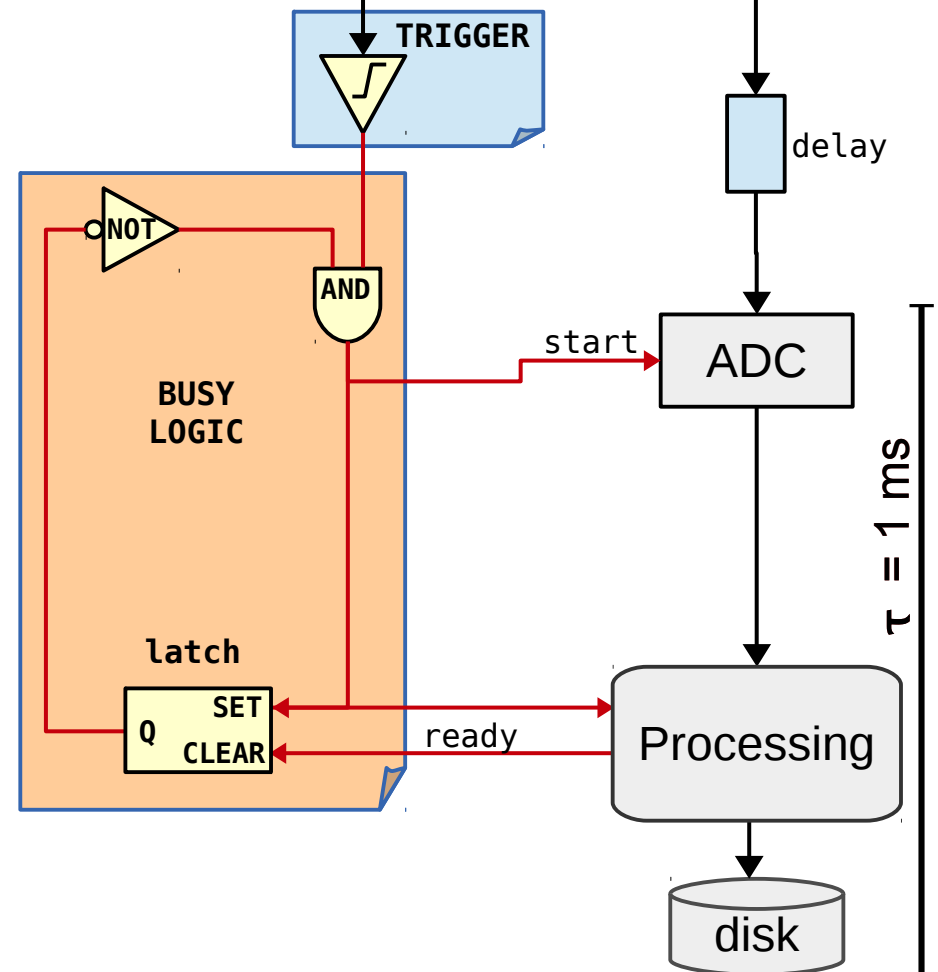 TRIGGER
delay
NOT
AND
start
ADC
BUSY
LOGIC
τ = 1 ms
latch
SET
Q
CLEAR
ready
Processing
disk